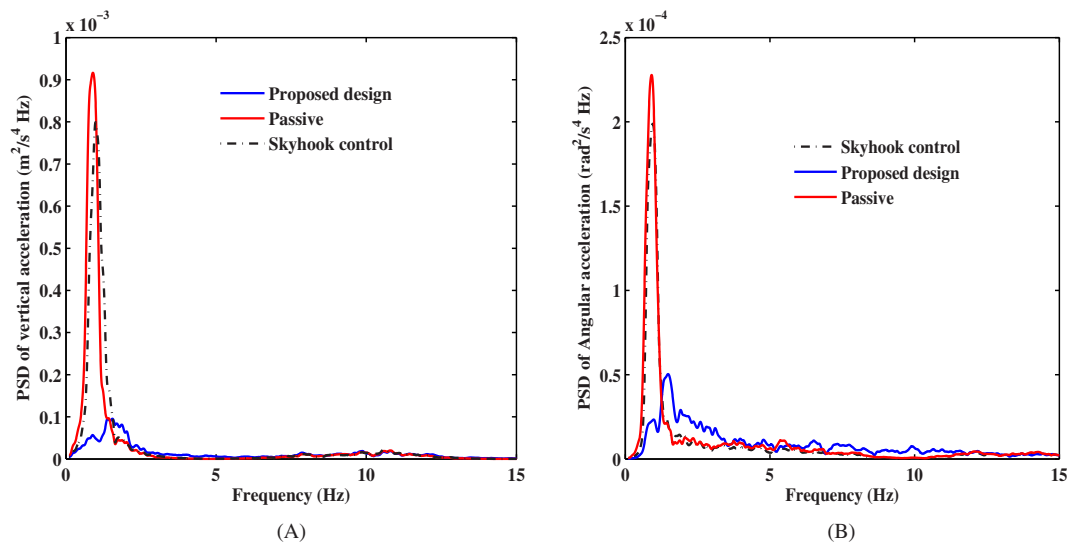 x 10^-3
1
0.9
0.8
0.7
0.6
0.5
0.4
0.3
0.2
0.1
0
0
5
10
15
PSD of vertical acceleration (m^2/s^4 Hz)
Frequency (Hz)
Proposed design
Passive
Skyhook control
(A)
x 10^-4
2.5
2
1.5
1
0.5
0
0
5
10
15
PSD of Angular acceleration (rad^2/s^4 Hz)
Frequency (Hz)
Skyhook control
Proposed design
Passive
(B)